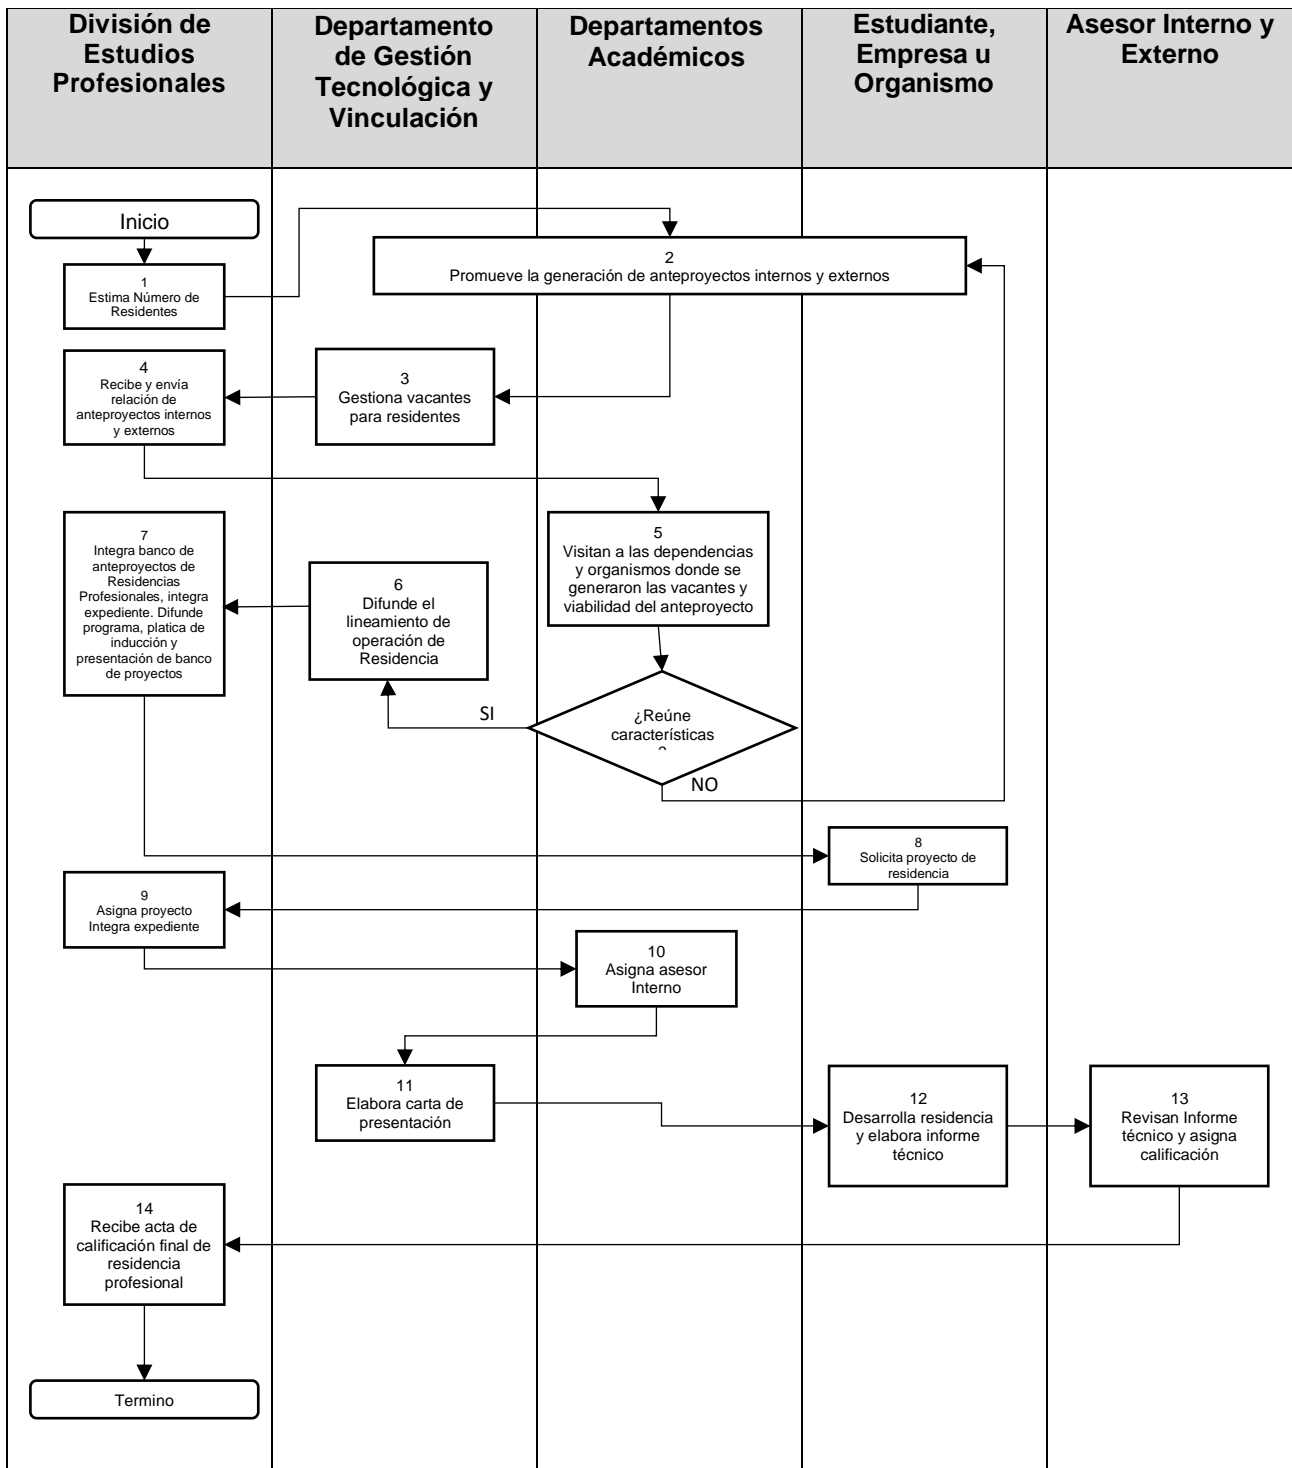 División de
Estudios
Profesionales
Departamento
de Gestión
Tecnológica y
Vinculación
Departamentos
Académicos
Estudiante,
Empresa u
Organismo
Asesor Interno y
Externo
Inicio
1
Estima Número de
Residentes
2
Promueve la generación de anteproyectos internos y externos
3
Gestiona vacantes
para residentes
4
Recibe y envía
relación de
anteproyectos internos
y externos
5
Visitan a las dependencias
y organismos donde se
generaron las vacantes y
viabilidad del anteproyecto
6
Difunde el
lineamiento de
operación de
Residencia
7
Integra banco de
anteproyectos de
Residencias
Profesionales, integra
expediente. Difunde
programa, platica de
inducción y
presentación de banco
de proyectos
¿Reúne
características
?
SI
NO
8
Solicita proyecto de
residencia
9
Asigna proyecto
Integra expediente
10
Asigna asesor
Interno
11
Elabora carta de
presentación
12
Desarrolla residencia
y elabora informe
técnico
13
Revisan Informe
técnico y asigna
calificación
14
Recibe acta de
calificación final de
residencia
profesional
Termino